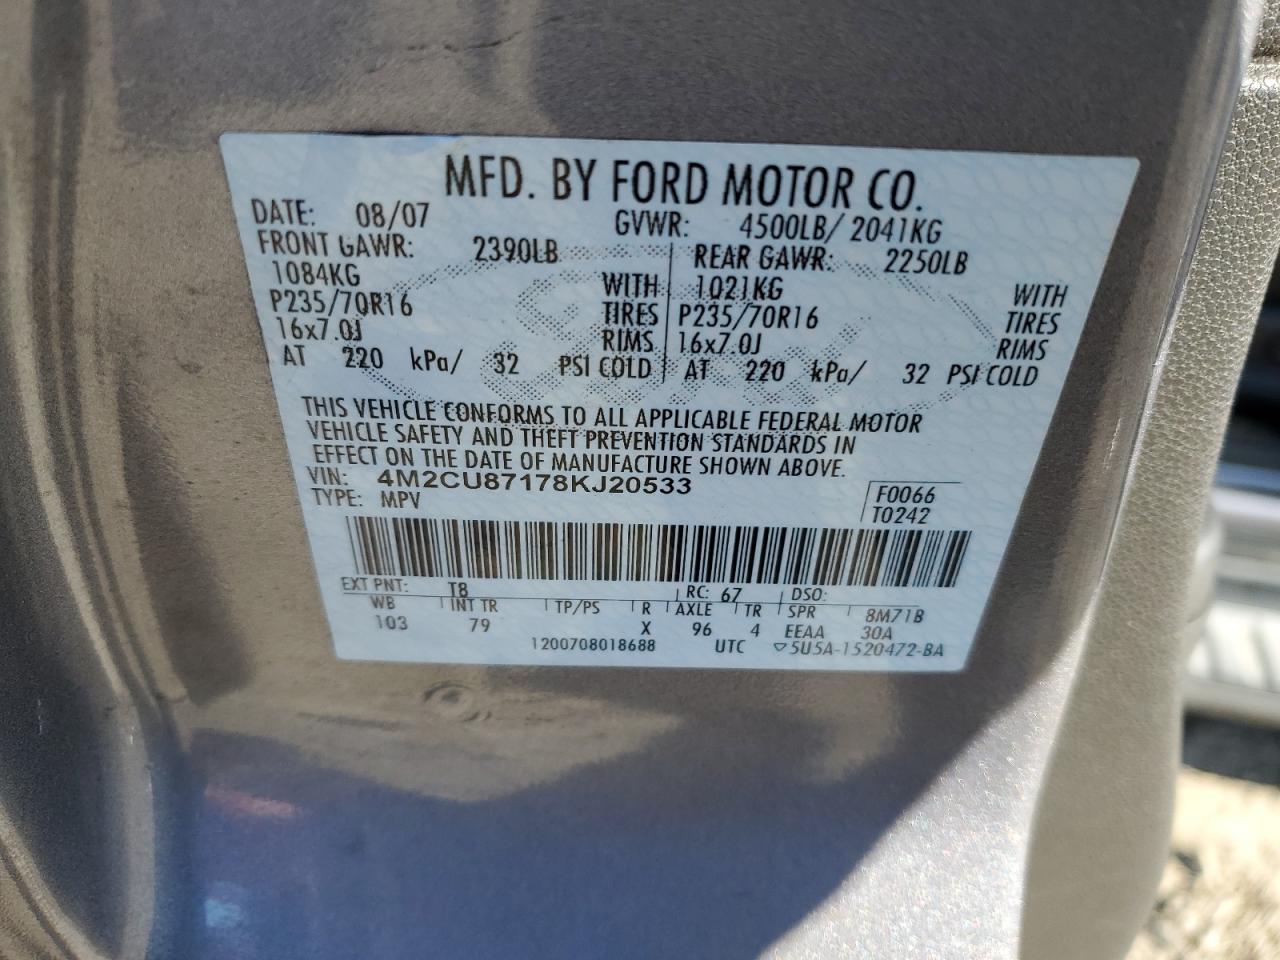 MFD. BY FORD MOTOR CO.
DATE: 08/07 GVWR: 4500LB/ 2041KG
FRONT GAWR: 2390LB REAR GAWR: 2250LB
1084KG WITH 1021KG WITH
P235/70R16 TIRES P235/70R16 TIRES
16x7.0J RIMS 16x7.0J RIMS
AT 220 kPa/ 32 PSI COLD AT 220 kPa/ 32 PSI COLD
THIS VEHICLE CONFORMS TO ALL APPLICABLE FEDERAL MOTOR
VEHICLE SAFETY AND THEFT PREVENTION STANDARDS IN
EFFECT ON THE DATE OF MANUFACTURE SHOWN ABOVE.
VIN: 4M2CU87178KJ20533 F0066
TYPE: MPV T0242
EXT PNT: T8 RC: 67 DSO:
WB INT TR TP/PS R AXLE TR SPR 8M71B
103 79 X 96 4 EEAA 30A
1200708018688 UTC ▽5U5A-1520472-BA